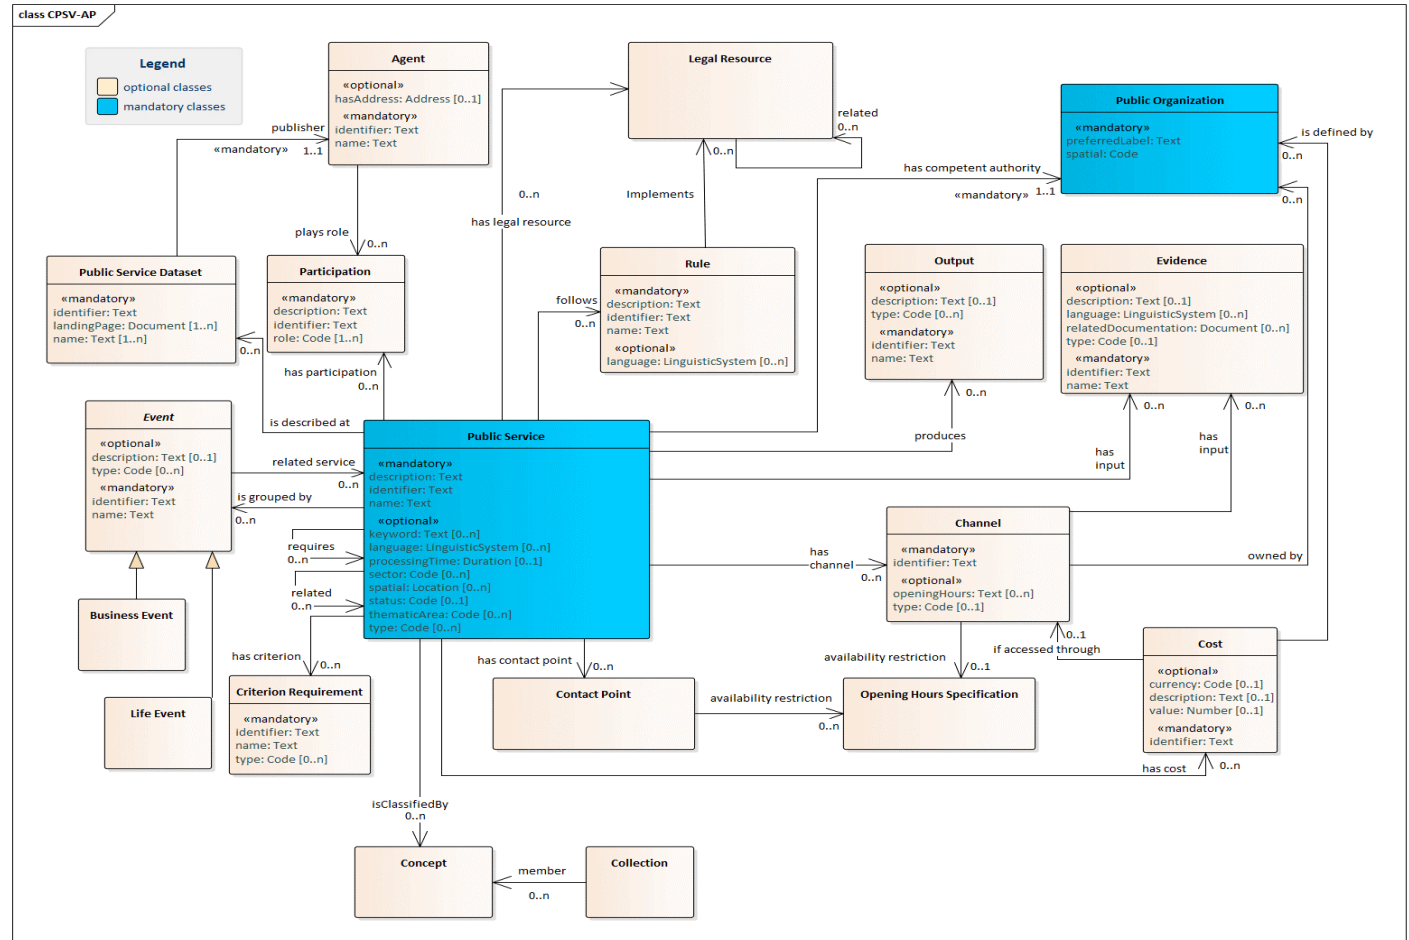 class CPSV-AP
Legend
optional classes
mandatory classes
Agent
«optional»
hasAddress: Address [0..1]
«mandatory»
identifier: Text
name: Text
publisher
«mandatory»
1..1
Legal Resource
related
0..n
0..n
Implements
0..n
has legal resource
Public Organization
«mandatory»
preferredLabel: Text
spatial: Code
is defined by
0..n
0..n
has competent authority
«mandatory»
1..1
plays role
0..n
Public Service Dataset
«mandatory»
identifier: Text
landingPage: Document [1..n]
name: Text [1..n]
0..n
is described at
Participation
«mandatory»
description: Text
identifier: Text
role: Code [1..n]
has participation
0..n
follows
0..n
Rule
«mandatory»
description: Text
identifier: Text
name: Text
«optional»
language: LinguisticSystem [0..n]
Output
«optional»
description: Text [0..1]
type: Code [0..n]
«mandatory»
identifier: Text
name: Text
0..n
produces
Evidence
«optional»
description: Text [0..1]
language: LinguisticSystem [0..n]
relatedDocumentation: Document [0..n]
type: Code [0..1]
«mandatory»
identifier: Text
name: Text
0..n
0..n
has
input
has
input
Event
«optional»
description: Text [0..1]
type: Code [0..n]
«mandatory»
identifier: Text
name: Text
related service
0..n
is grouped by
0..n
requires
0..n
related
0..n
Public Service
«mandatory»
description: Text
identifier: Text
name: Text
«optional»
keyword: Text [0..n]
language: LinguisticSystem [0..n]
processingTime: Duration [0..1]
sector: Code [0..n]
spatial: Location [0..n]
status: Code [0..1]
thematicArea: Code [0..n]
type: Code [0..n]
has
channel
0..n
Channel
«mandatory»
identifier: Text
«optional»
openingHours: Text [0..n]
type: Code [0..1]
owned by
0..1
if accessed through
availability restriction
0..1
Business Event
Life Event
has criterion
0..n
Criterion Requirement
«mandatory»
identifier: Text
name: Text
type: Code [0..n]
has contact point
0..n
Contact Point
availability restriction
0..n
Opening Hours Specification
Cost
«optional»
currency: Code [0..1]
description: Text [0..1]
value: Number [0..1]
«mandatory»
identifier: Text
has cost
0..n
isClassifiedBy
0..n
Concept
member
0..n
Collection